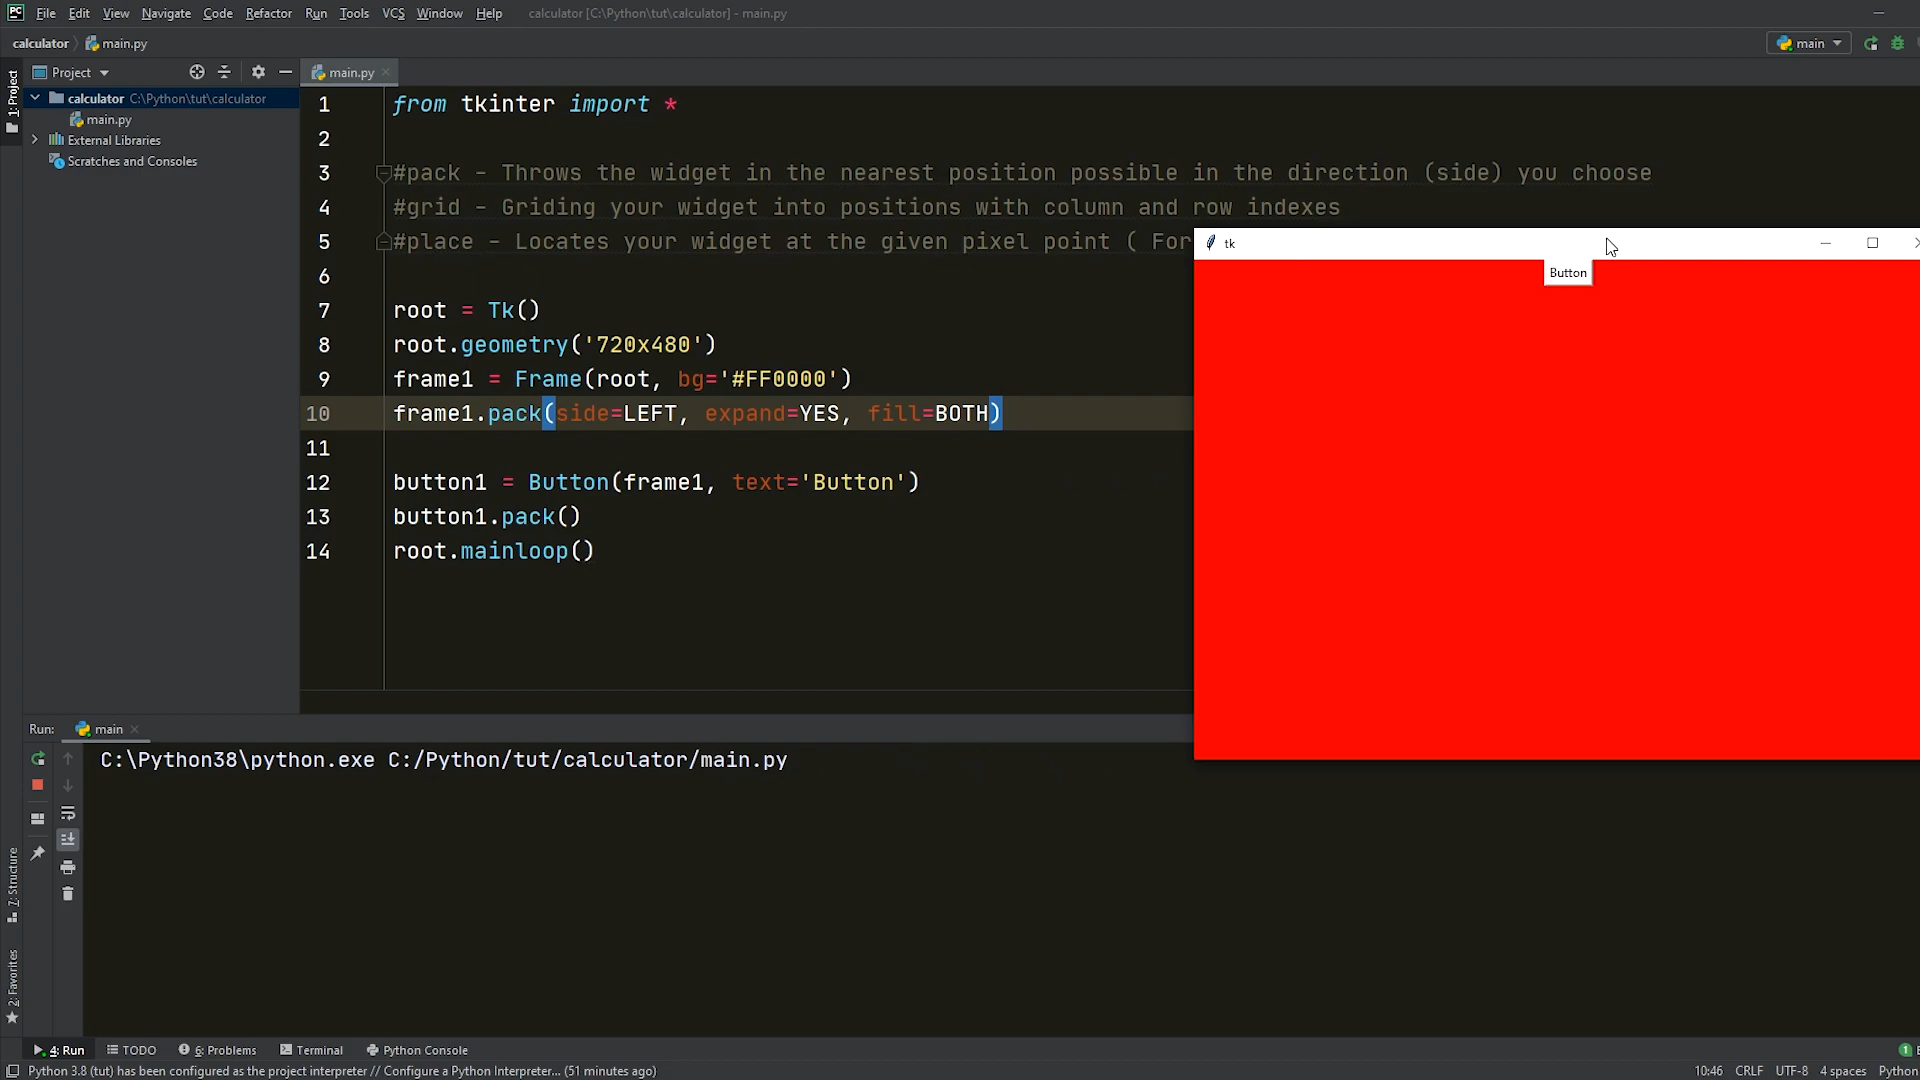 PC File Edit View Navigate Code Refactor Run Tools VCS Window Help calculator [C:\Python\tut\calculator] - main.py
calculator main.py main
1: Project
Project main.py
calculator C:\Python\tut\calculator
main.py
External Libraries
Scratches and Consoles
1 from tkinter import *
2
3 #pack - Throws the widget in the nearest position possible in the direction (side) you choose
4 #grid - Griding your widget into positions with column and row indexes
5 #place - Locates your widget at the given pixel point ( For
6
7 root = Tk()
8 root.geometry('720x480')
9 frame1 = Frame(root, bg='#FF0000')
10 frame1.pack(side=LEFT, expand=YES, fill=BOTH)
11
12 button1 = Button(frame1, text='Button')
13 button1.pack()
14 root.mainloop()
tk
Button
Run: main
C:\Python38\python.exe C:/Python/tut/calculator/main.py
7: Structure
2: Favorites
4: Run TODO 6: Problems Terminal Python Console 1
Python 3.8 (tut) has been configured as the project interpreter // Configure a Python Interpreter... (51 minutes ago) 10:46 CRLF UTF-8 4 spaces Python